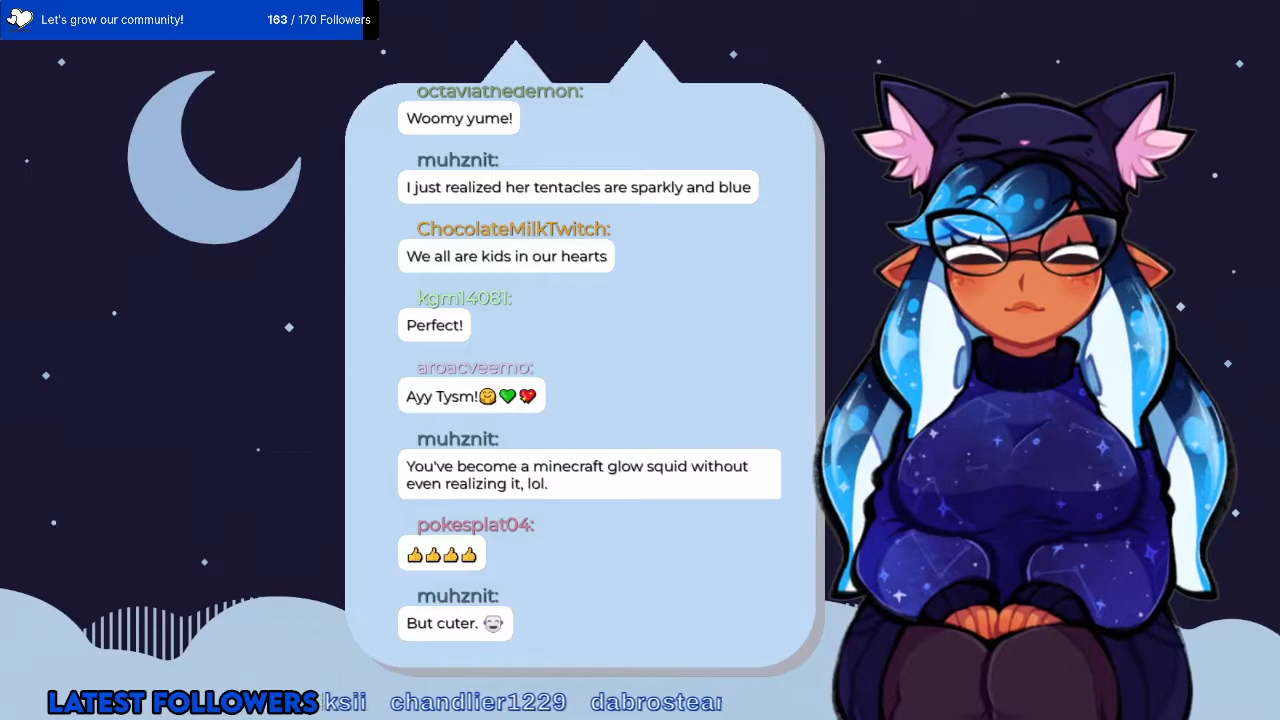 Let's grow our community!
163 / 170 Followers
octaviathedemon:
Woomy yume!
muhznit:
I just realized her tentacles are sparkly and blue
ChocolateMilkTwitch:
We all are kids in our hearts
kgm14081:
Perfect!
aroacveemo:
Ayy Tysm!🤗💚💖
muhznit:
You've become a minecraft glow squid without
even realizing it, lol.
pokesplat04:
👍👍👍👍
muhznit:
But cuter.
LATEST FOLLOWERS ksii chandlier1229 dabrostear